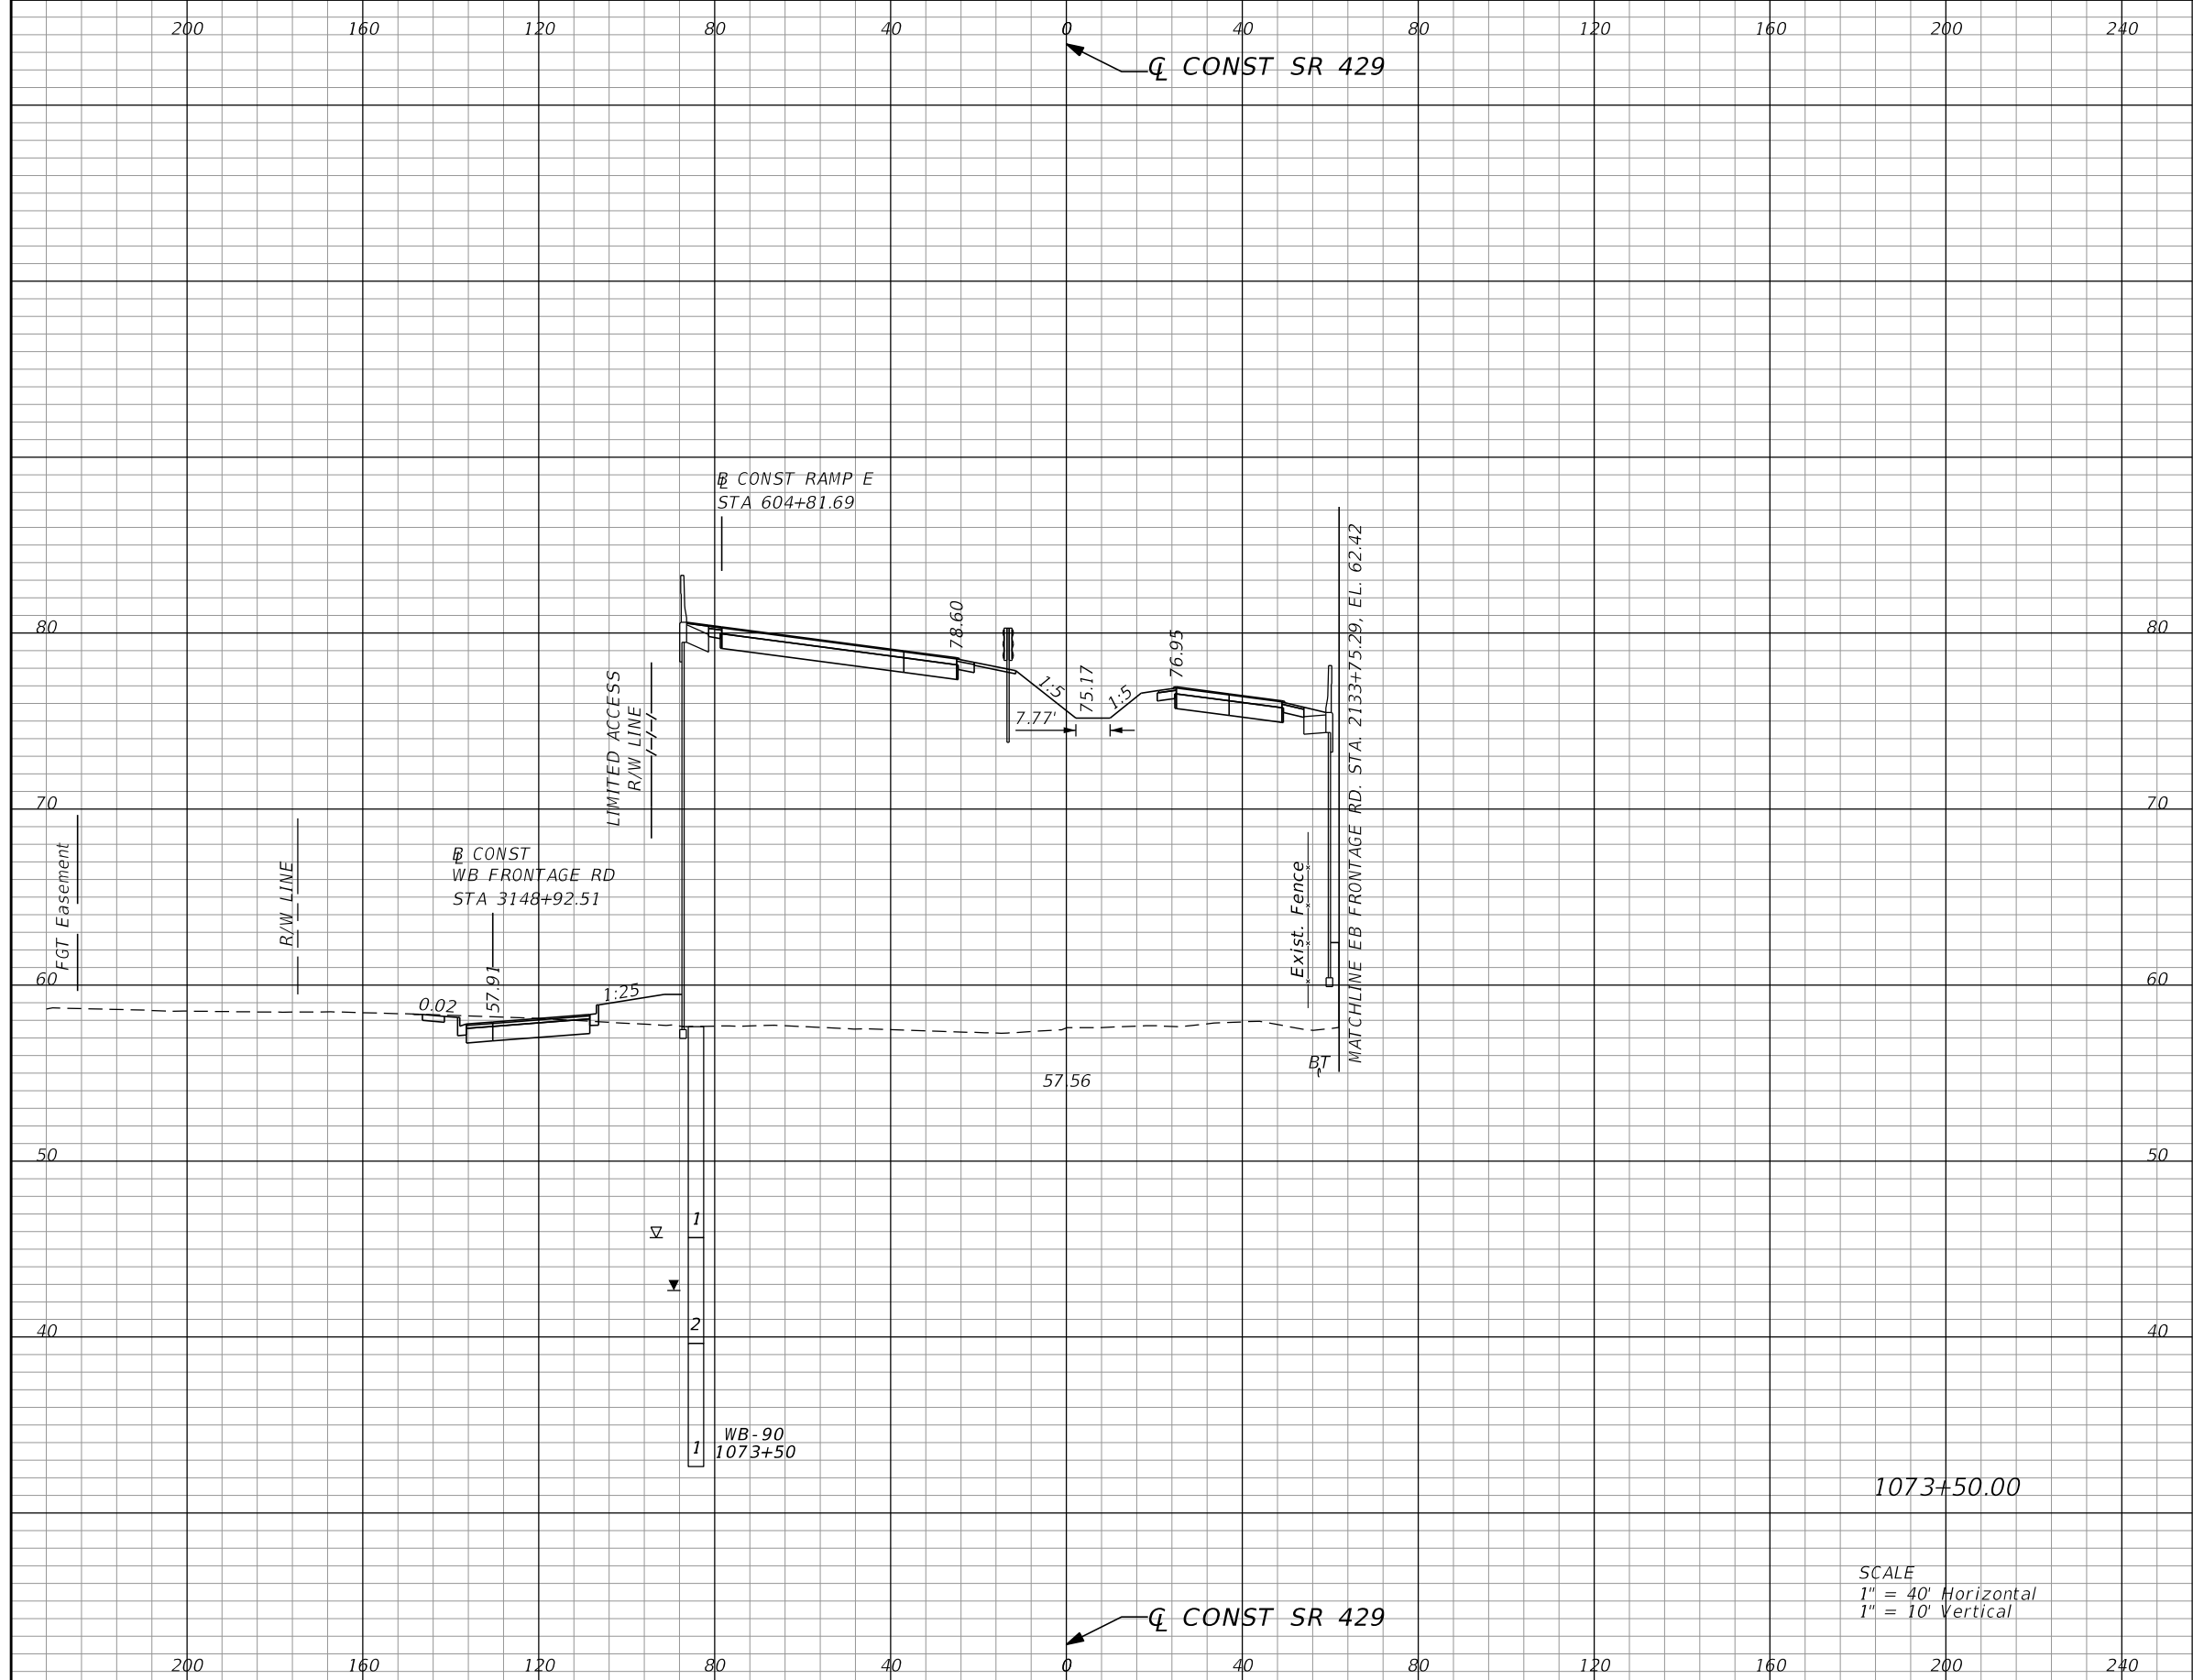 200 160 120 80 40 0 40 80 120 160 200 240
℄ CONST SR 429
B
L CONST RAMP E
STA 604+81.69
78.60
80
80
76.95
75.17
1:5
1:5
7.77'
LIMITED ACCESS
R/W LINE
MATCHLINE EB FRONTAGE RD. STA. 2133+75.29, EL. 62.42
70
70
FGT Easement
R/W LINE
B
L CONST
WB FRONTAGE RD
STA 3148+92.51
Exist. Fence
60
60
0.02
57.91
1:25
BT
57.56
50
50
1
2
40
40
1
WB-90
1073+50
1073+50.00
SCALE
1" = 40' Horizontal
1" = 10' Vertical
℄ CONST SR 429
200 160 120 80 40 0 40 80 120 160 200 240